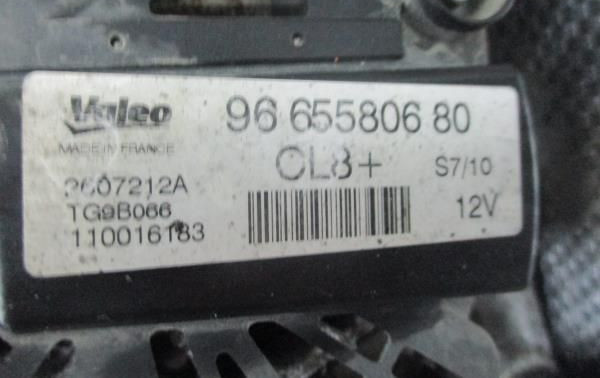 Valeo 96 655806 80
MADE IN FRANCE CL8+ S7/10
2607212A
TG9B066 12V
110016183